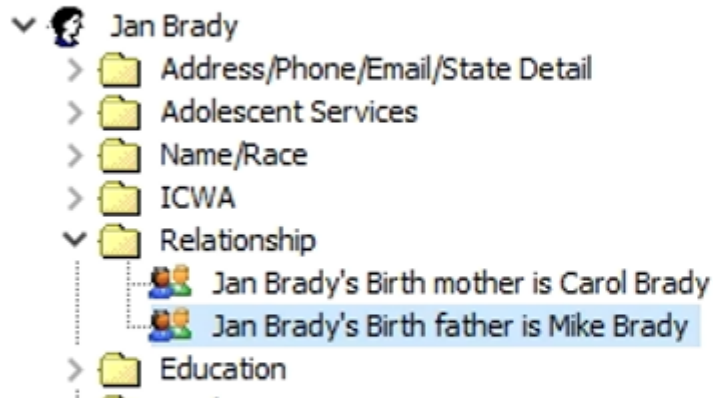 Jan Brady
Address/Phone/Email/State Detail
Adolescent Services
Name/Race
ICWA
Relationship
Jan Brady's Birth mother is Carol Brady
Jan Brady's Birth father is Mike Brady
Education